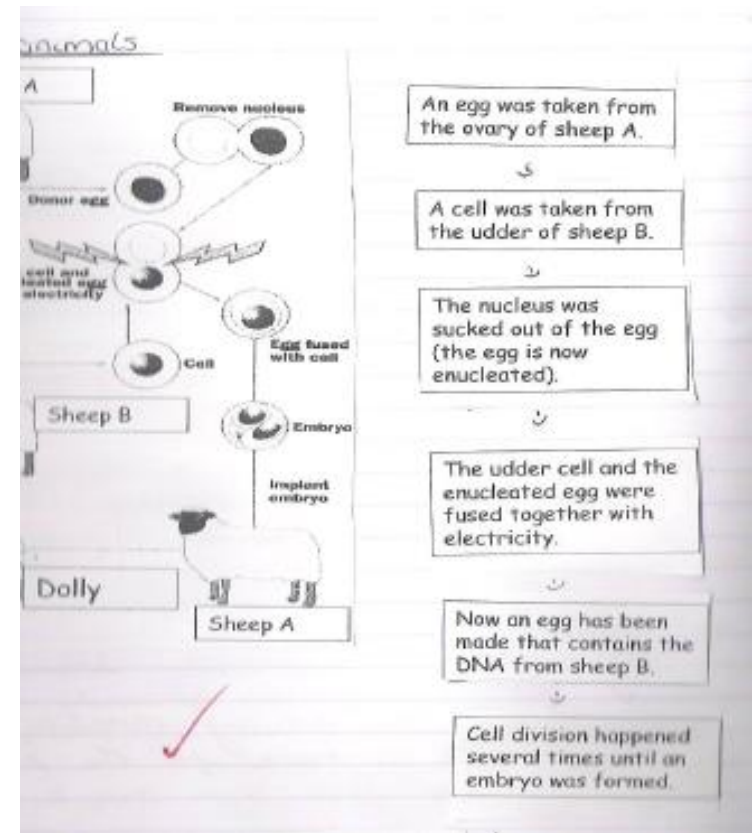 animals
A
Remove nucleus
Donor egg
cell and
electricity
Cell
Egg fused
with cell
Sheep B
Embryo
Implant
embryo
Dolly
Sheep A
An egg was taken from
the ovary of sheep A.
A cell was taken from
the udder of sheep B.
The nucleus was
sucked out of the egg
(the egg is now
enucleated).
The udder cell and the
enucleated egg were
fused together with
electricity.
Now an egg has been
made that contains the
DNA from sheep B.
Cell division happened
several times until an
embryo was formed.